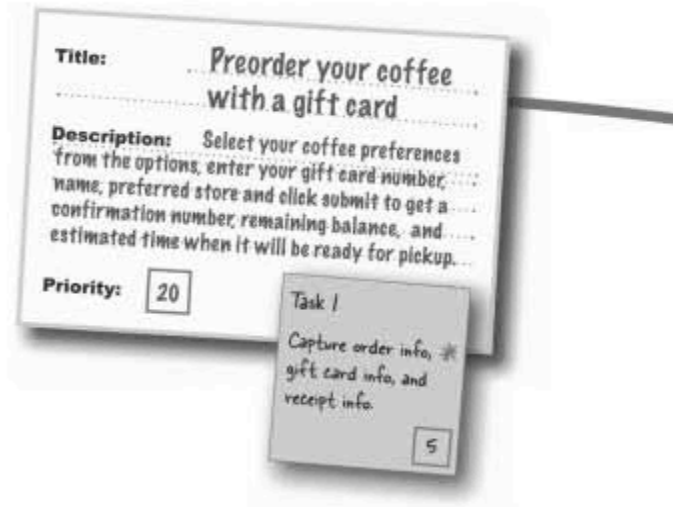 Title: Preorder your coffee
with a gift card
Description: Select your coffee preferences
from the options, enter your gift card number,
name, preferred store and click submit to get a
confirmation number, remaining balance, and
estimated time when it will be ready for pickup.
Priority: 20
Task 1
Capture order info, *
gift card info, and
receipt info.
5